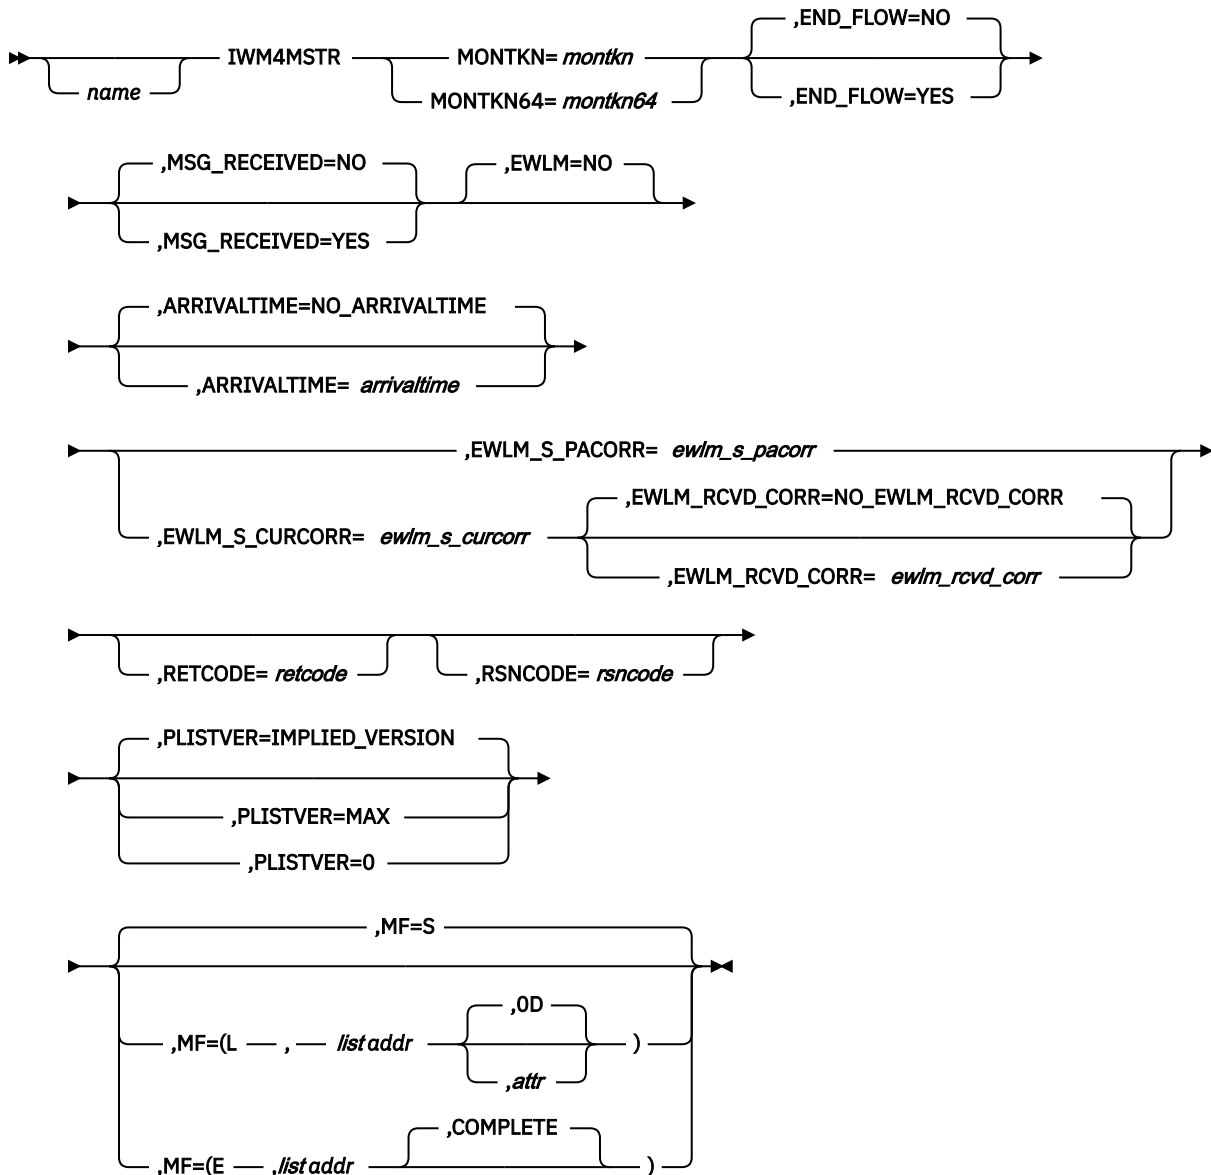 ,END_FLOW=NO
name IWM4MSTR MONTKN= montkn
MONTKN64= montkn64
,END_FLOW=YES
,MSG_RECEIVED=NO ,EWLM=NO
,MSG_RECEIVED=YES
,ARRIVALTIME=NO_ARRIVALTIME
,ARRIVALTIME= arrivaltime
,EWLM_S_PACORR= ewlm_s_pacorr
,EWLM_RCVD_CORR=NO_EWLM_RCVD_CORR
,EWLM_S_CURCORR= ewlm_s_curcorr
,EWLM_RCVD_CORR= ewlm_rcvd_corr
,RETCODE= retcode ,RSNCODE= rsncode
,PLISTVER=IMPLIED_VERSION
,PLISTVER=MAX
,PLISTVER=0
,MF=S
,0D
,MF=(L , list addr )
,attr
,COMPLETE
,MF=(E ,list addr )